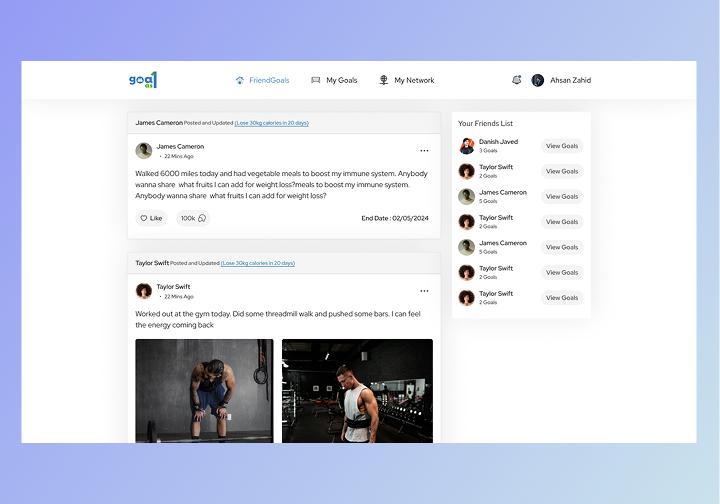 goal
as
FriendGoals
My Goals
My Network
Ahsan Zahid
James Cameron Posted and Updated (Lose 30kg calories in 20 days)
James Cameron
• 22 Mins Ago
Walked 6000 miles today and had vegetable meals to boost my immune system. Anybody
wanna share what fruits I can add for weight loss?meals to boost my immune system.
Anybody wanna share what fruits I can add for weight loss?
Like
100k
End Date : 02/05/2024
Taylor Swift Posted and Updated (Lose 30kg calories in 20 days)
Taylor Swift
• 22 Mins Ago
Worked out at the gym today. Did some threadmill walk and pushed some bars. I can feel
the energy coming back
Your Friends List
Danish Javed
3 Goals
View Goals
Taylor Swift
2 Goals
View Goals
James Cameron
5 Goals
View Goals
Taylor Swift
2 Goals
View Goals
James Cameron
5 Goals
View Goals
Taylor Swift
2 Goals
View Goals
Taylor Swift
2 Goals
View Goals